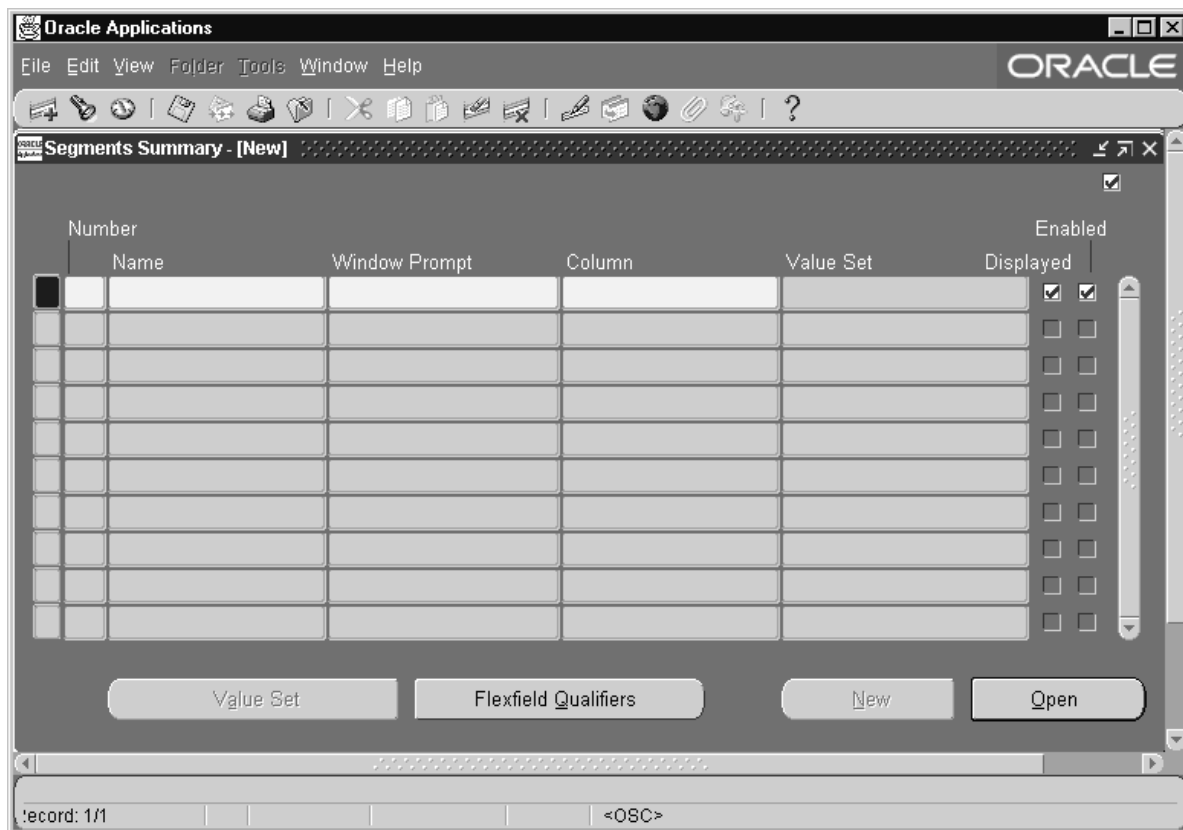 Oracle Applications
File Edit View Folder Tools Window Help
ORACLE
Segments Summary - [New]
Number
Enabled
Name Window Prompt Column Value Set Displayed
Value Set Flexfield Qualifiers New Open
ecord: 1/1 <OSC>